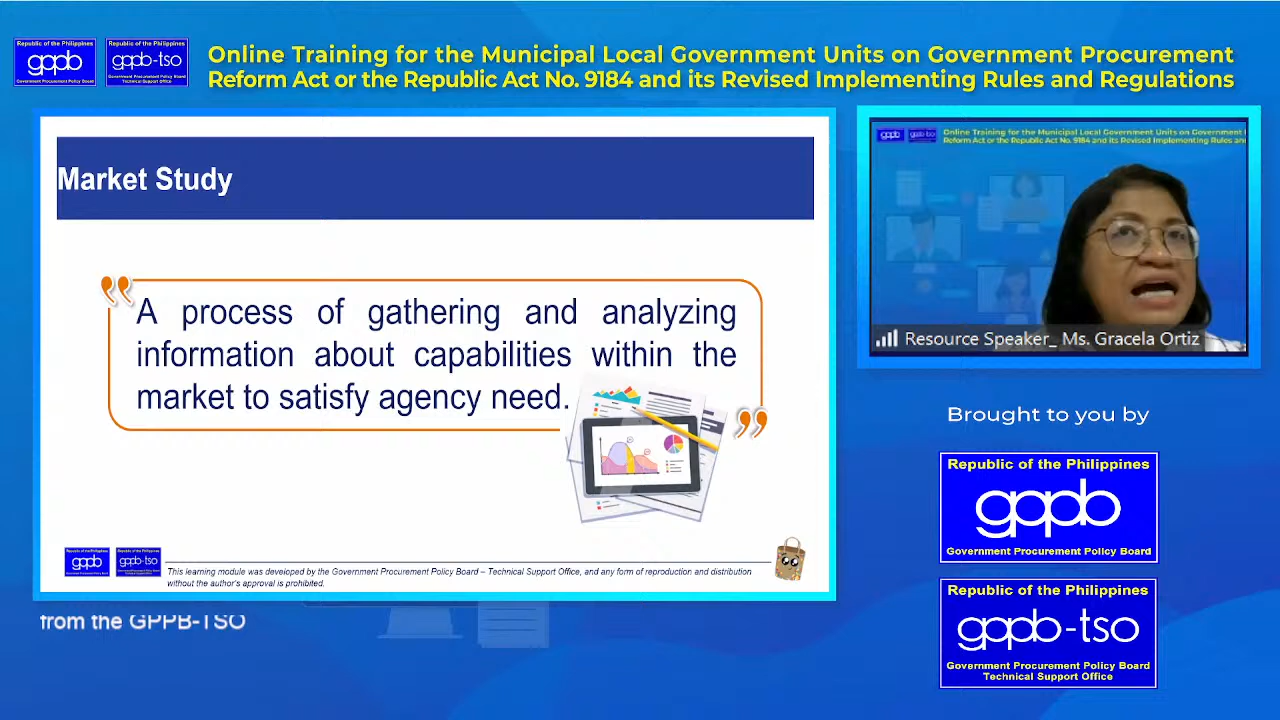 Republic of the Philippines
gppb
Government Procurement Policy Board
Republic of the Philippines
gppb-tso
Government Procurement Policy Board
Technical Support Office
Online Training for the Municipal Local Government Units on Government Procurement
Reform Act or the Republic Act No. 9184 and its Revised Implementing Rules and Regulations
Market Study
“
A process of gathering and analyzing
information about capabilities within the
market to satisfy agency need.
”
gppb
gppb-tso
This learning module was developed by the Government Procurement Policy Board – Technical Support Office, and any form of reproduction and distribution
without the author's approval is prohibited.
from the GPPB-TSO
Online Training for the Municipal Local Government Units on Government
Reform Act or the Republic Act No. 9184 and its Revised Implementing Rules and
Resource Speaker_ Ms. Gracela Ortiz
Brought to you by
Republic of the Philippines
gppb
Government Procurement Policy Board
Republic of the Philippines
gppb-tso
Government Procurement Policy Board
Technical Support Office